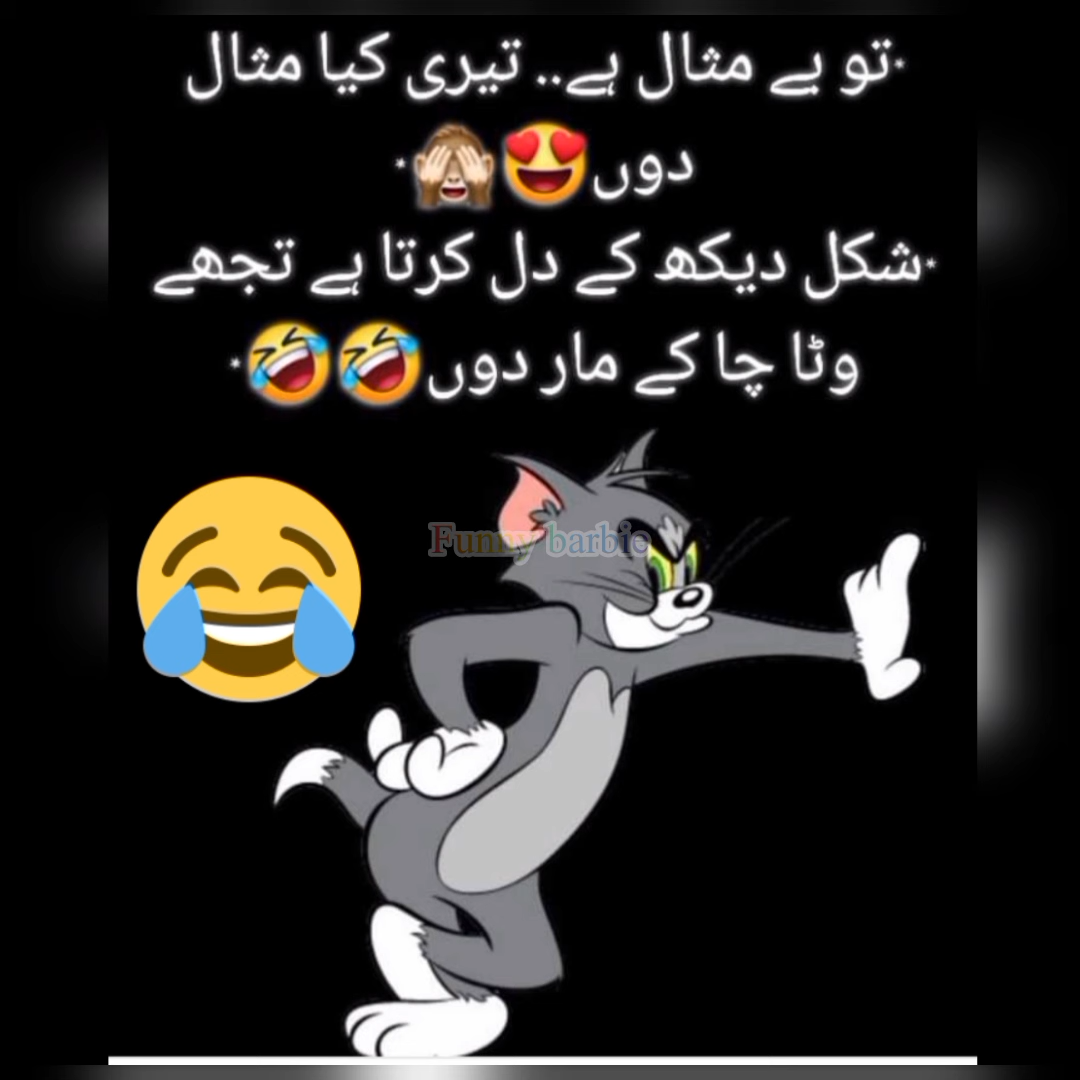 *تو بے مثال ہے.. تیری کیا مثال
دوں😍🙈*
*شکل دیکھ کے دل کرتا ہے تجھے
وٹا چا کے مار دوں🤣🤣*
Funny barbie